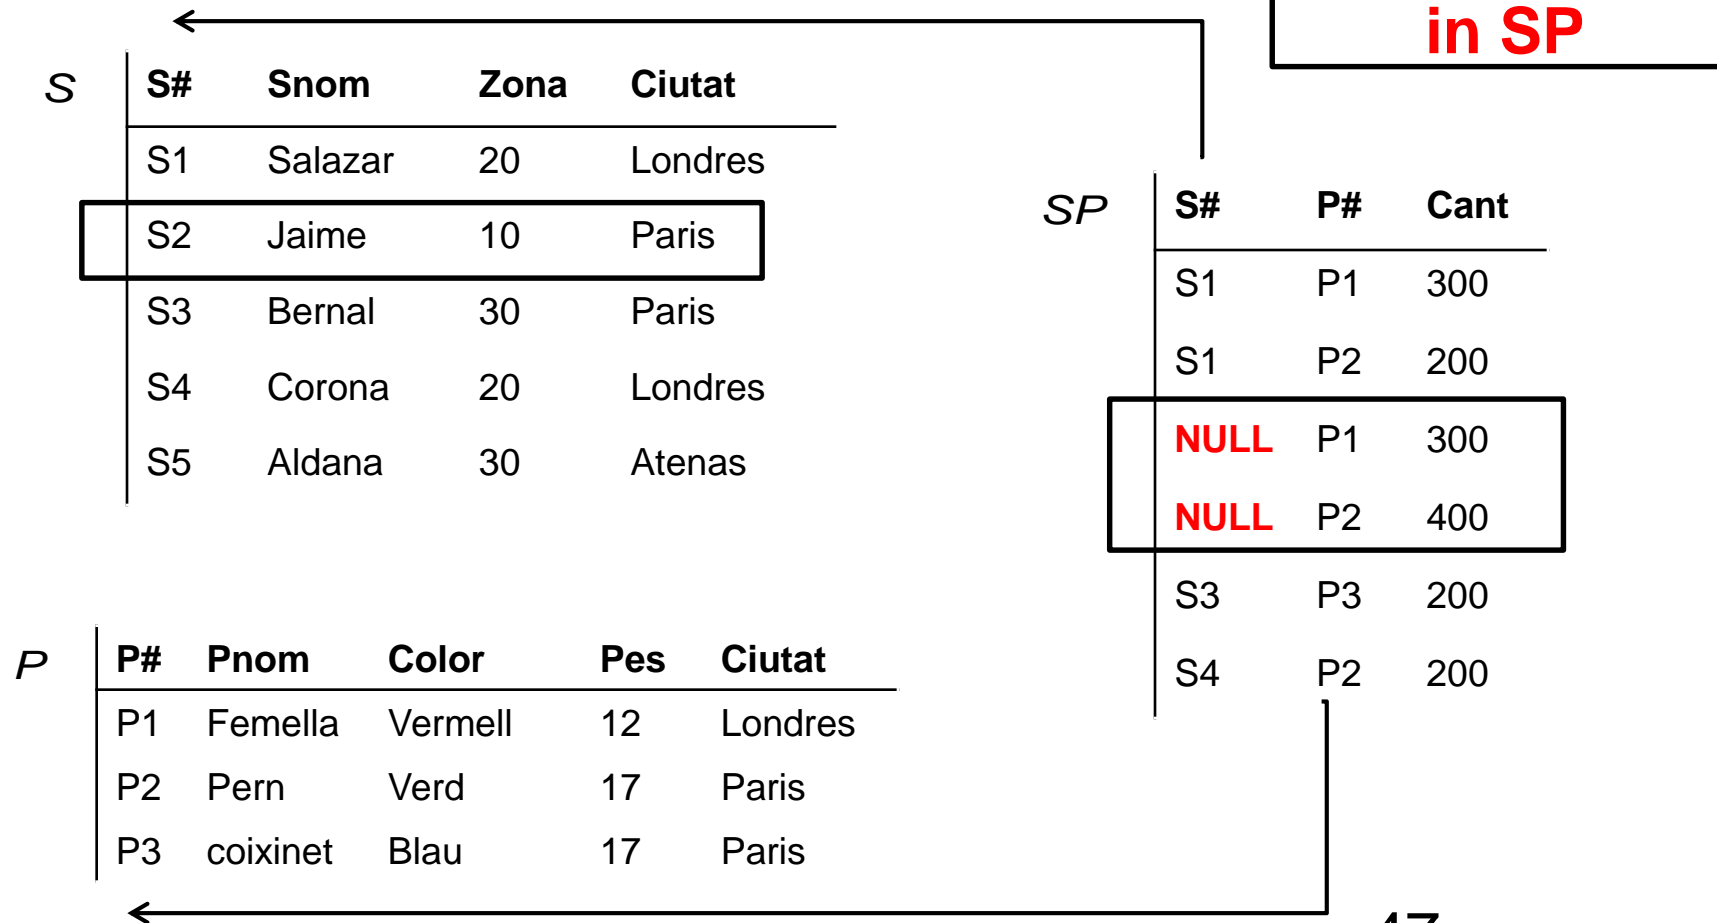 in SP
S S# Snom Zona Ciutat
S1 Salazar 20 Londres
S2 Jaime 10 Paris
S3 Bernal 30 Paris
S4 Corona 20 Londres
S5 Aldana 30 Atenas
SP S# P# Cant
S1 P1 300
S1 P2 200
NULL P1 300
NULL P2 400
S3 P3 200
S4 P2 200
P P# Pnom Color Pes Ciutat
P1 Femella Vermell 12 Londres
P2 Pern Verd 17 Paris
P3 coixinet Blau 17 Paris